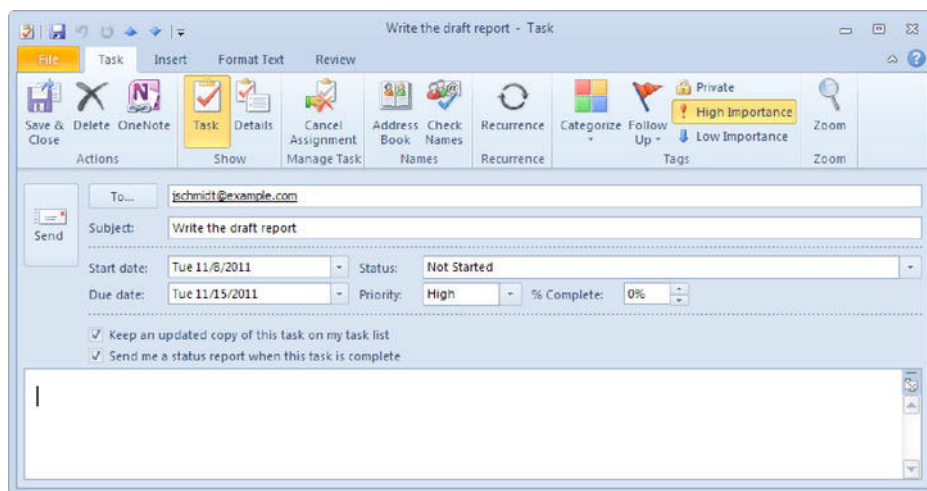 Write the draft report - Task
File Task Insert Format Text Review
Save & Close Delete OneNote Task Details Cancel Assignment Address Book Check Names Recurrence Categorize Follow Up Private
High Importance
Low Importance
Zoom
Actions Show Manage Task Names Recurrence Tags Zoom
To... jschmidt@example.com
Send
Subject: Write the draft report
Start date: Tue 11/8/2011 Status: Not Started
Due date: Tue 11/15/2011 Priority: High % Complete: 0%
Keep an updated copy of this task on my task list
Send me a status report when this task is complete